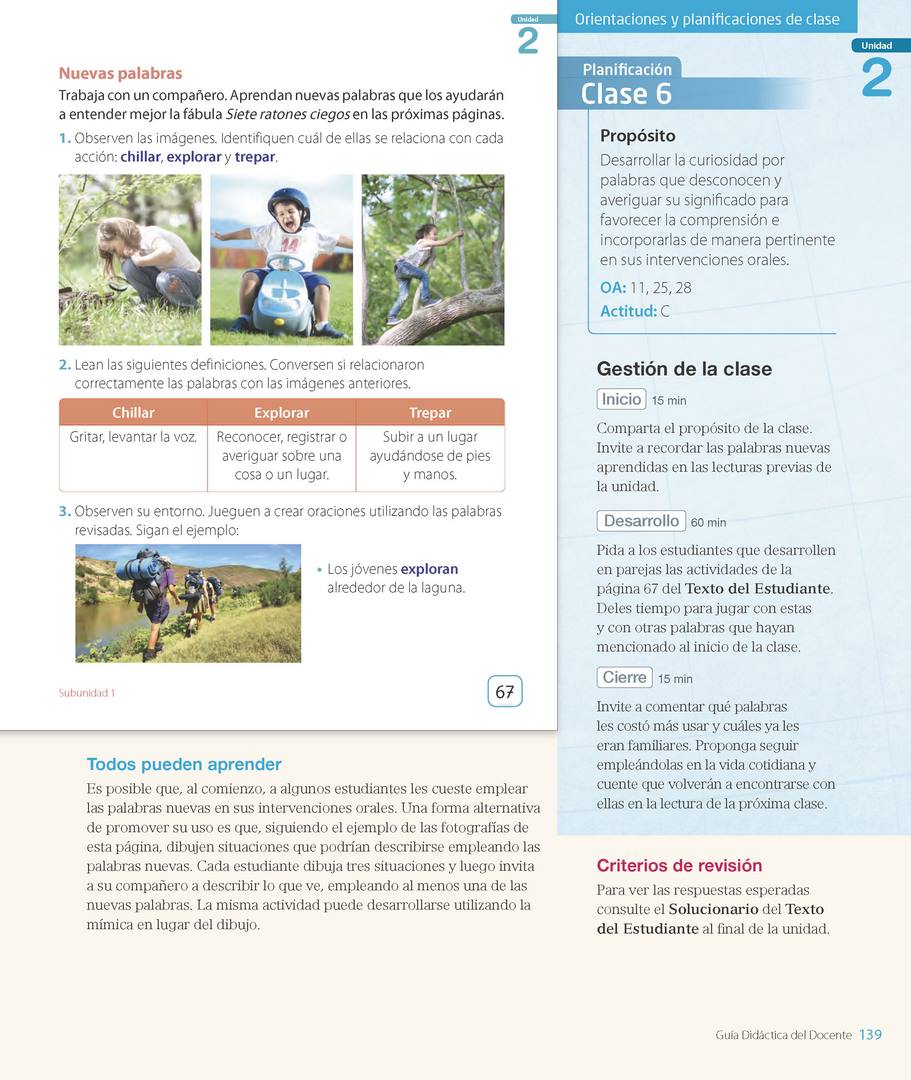 Unidad
2
Nuevas palabras
Trabaja con un compañero. Aprendan nuevas palabras que los ayudarán
a entender mejor la fábula Siete ratones ciegos en las próximas páginas.
1. Observen las imágenes. Identifiquen cuál de ellas se relaciona con cada
acción: chillar, explorar y trepar.
14
2. Lean las siguientes definiciones. Conversen si relacionaron
correctamente las palabras con las imágenes anteriores.
Chillar
Explorar
Trepar
Gritar, levantar la voz.
Reconocer, registrar o
averiguar sobre una
cosa o un lugar.
Subir a un lugar
ayudándose de pies
y manos.
3. Observen su entorno. Jueguen a crear oraciones utilizando las palabras
revisadas. Sigan el ejemplo:
• Los jóvenes exploran
alrededor de la laguna.
Subunidad 1
67
Todos pueden aprender
Es posible que, al comienzo, a algunos estudiantes les cueste emplear
las palabras nuevas en sus intervenciones orales. Una forma alternativa
de promover su uso es que, siguiendo el ejemplo de las fotografías de
esta página, dibujen situaciones que podrían describirse empleando las
palabras nuevas. Cada estudiante dibuja tres situaciones y luego invita
a su compañero a describir lo que ve, empleando al menos una de las
nuevas palabras. La misma actividad puede desarrollarse utilizando la
mímica en lugar del dibujo.
Orientaciones y planificaciones de clase
Unidad
2
Planificación
Clase 6
Propósito
Desarrollar la curiosidad por
palabras que desconocen y
averiguar su significado para
favorecer la comprensión e
incorporarlas de manera pertinente
en sus intervenciones orales.
OA: 11, 25, 28
Actitud: C
Gestión de la clase
Inicio 15 min
Comparta el propósito de la clase.
Invite a recordar las palabras nuevas
aprendidas en las lecturas previas de
la unidad.
Desarrollo 60 min
Pida a los estudiantes que desarrollen
en parejas las actividades de la
página 67 del Texto del Estudiante.
Deles tiempo para jugar con estas
y con otras palabras que hayan
mencionado al inicio de la clase.
Cierre 15 min
Invite a comentar qué palabras
les costó más usar y cuáles ya les
eran familiares. Proponga seguir
empleándolas en la vida cotidiana y
cuente que volverán a encontrarse con
ellas en la lectura de la próxima clase.
Criterios de revisión
Para ver las respuestas esperadas
consulte el Solucionario del Texto
del Estudiante al final de la unidad.
Guía Didáctica del Docente 139